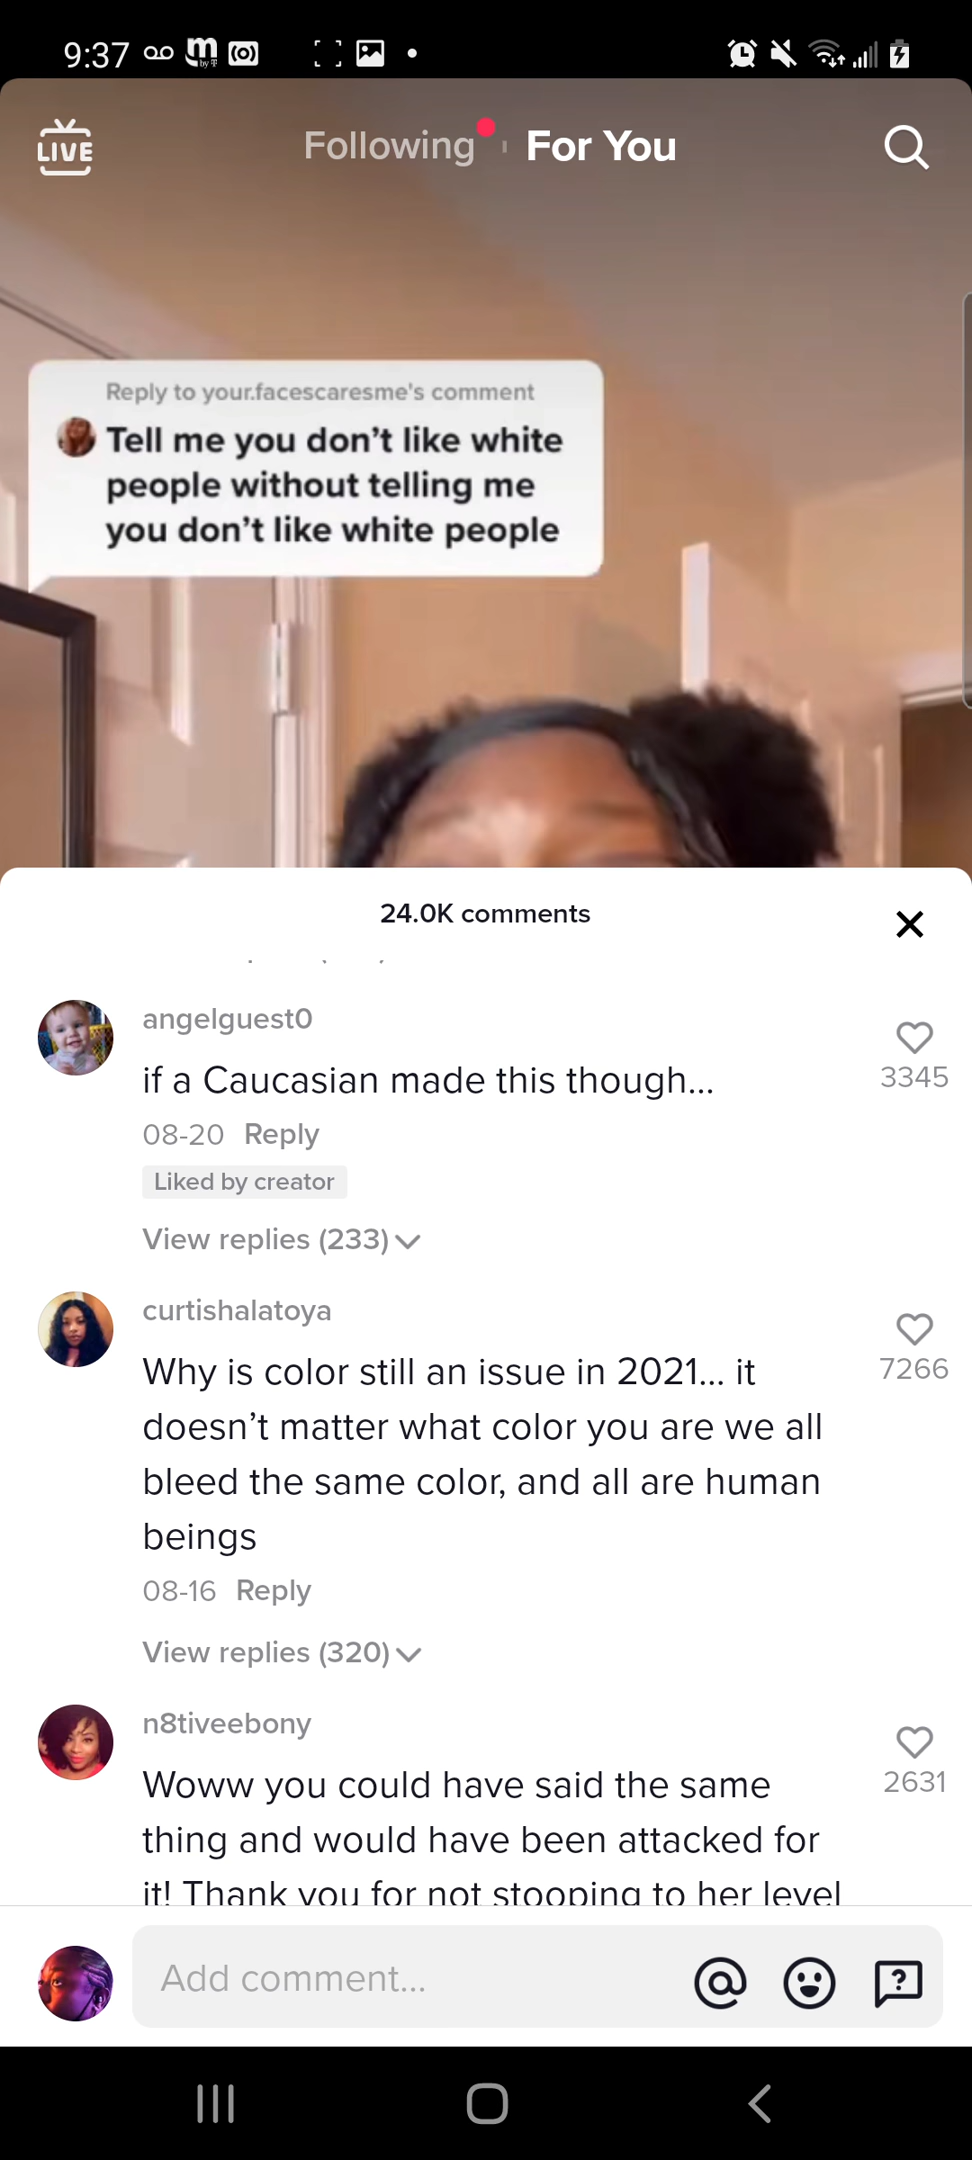 9:37
LIVE
Following
For You
Reply to your.facescaresme's comment
Tell me you don't like white
people without telling me
you don't like white people
24.0K comments
angelguest0
if a Caucasian made this though...
3345
08-20 Reply
Liked by creator
View replies (233)
curtishalatoya
Why is color still an issue in 2021... it
7266
doesn't matter what color you are we all
bleed the same color, and all are human
beings
08-16 Reply
View replies (320)
n8tiveebony
Woww you could have said the same
2631
thing and would have been attacked for
it! Thank you for not stooping to her level
Add comment...